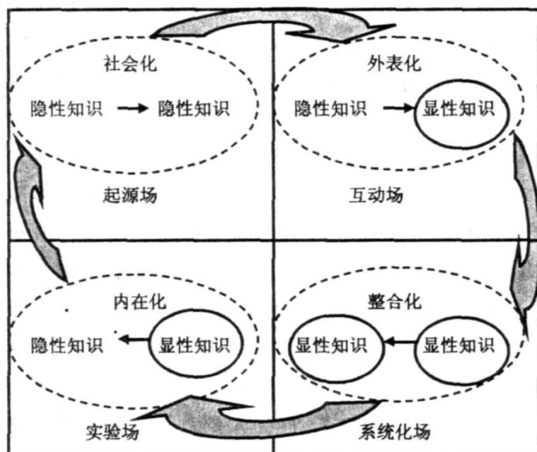 社会化
隐性知识 隐性知识
起源场
外表化
隐性知识 显性知识
互动场
内在化
隐性知识 显性知识
实验场
整合化
显性知识 显性知识
系统化场